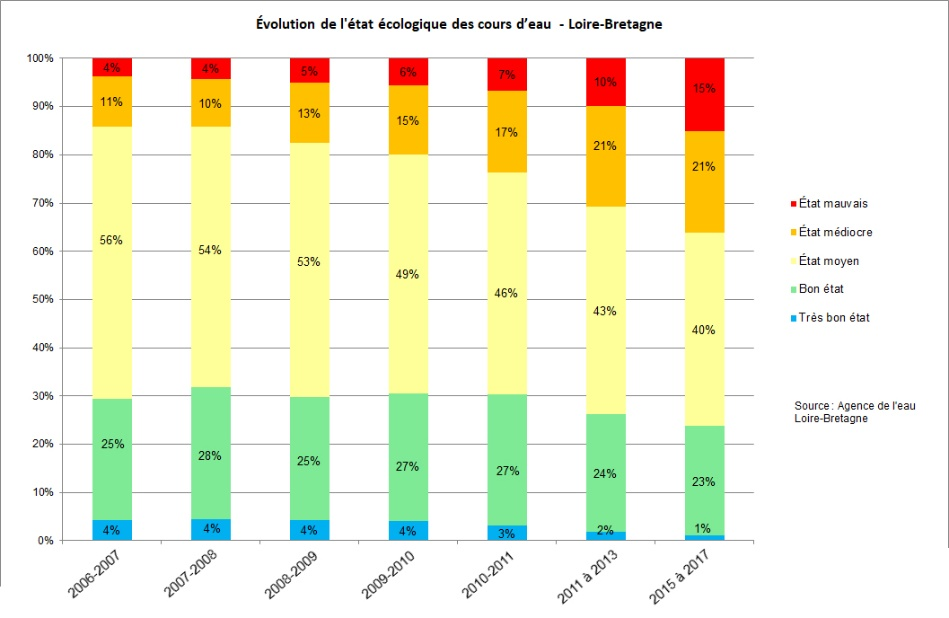 Évolution de l'état écologique des cours d’eau - Loire-Bretagne
100%
90%
80%
70%
60%
50%
40%
30%
20%
10%
0%
4% 4% 5% 6% 7% 10% 15%
11% 10% 13% 15% 17% 21% 21%
56% 54% 53% 49% 46% 43% 40%
25% 28% 25% 27% 27% 24% 23%
4% 4% 4% 4% 3% 2% 1%
2006-2007 2007-2008 2008-2009 2009-2010 2010-2011 2011 à 2013 2015 à 2017
État mauvais
État médiocre
État moyen
Bon état
Très bon état
Source : Agence de l'eau
Loire-Bretagne